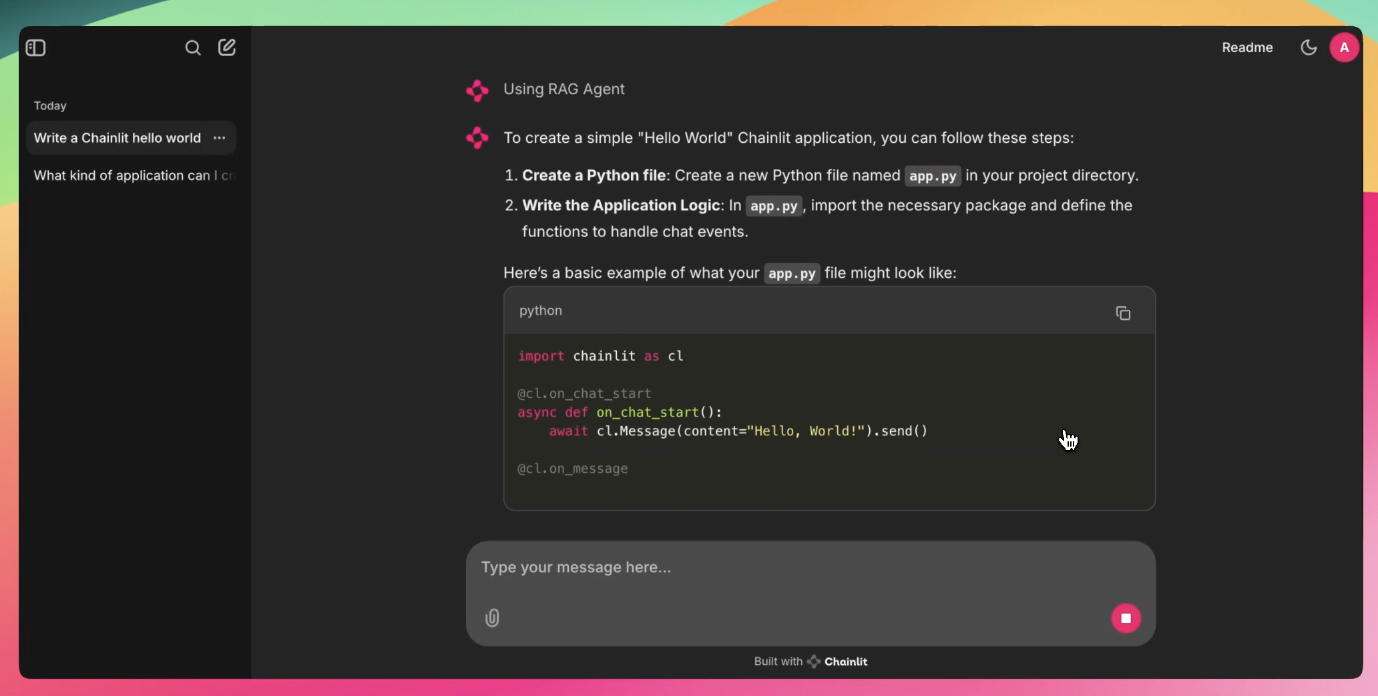 Readme
A
Today
Write a Chainlit hello world ...
What kind of application can I
Using RAG Agent
To create a simple "Hello World" Chainlit application, you can follow these steps:
1. Create a Python file: Create a new Python file named app.py in your project directory.
2. Write the Application Logic: In app.py, import the necessary package and define the
functions to handle chat events.
Here's a basic example of what your app.py file might look like:
python
import chainlit as cl
@cl.on_chat_start
async def on_chat_start():
    await cl.Message(content="Hello, World!").send()
@cl.on_message
Type your message here...
Built with Chainlit